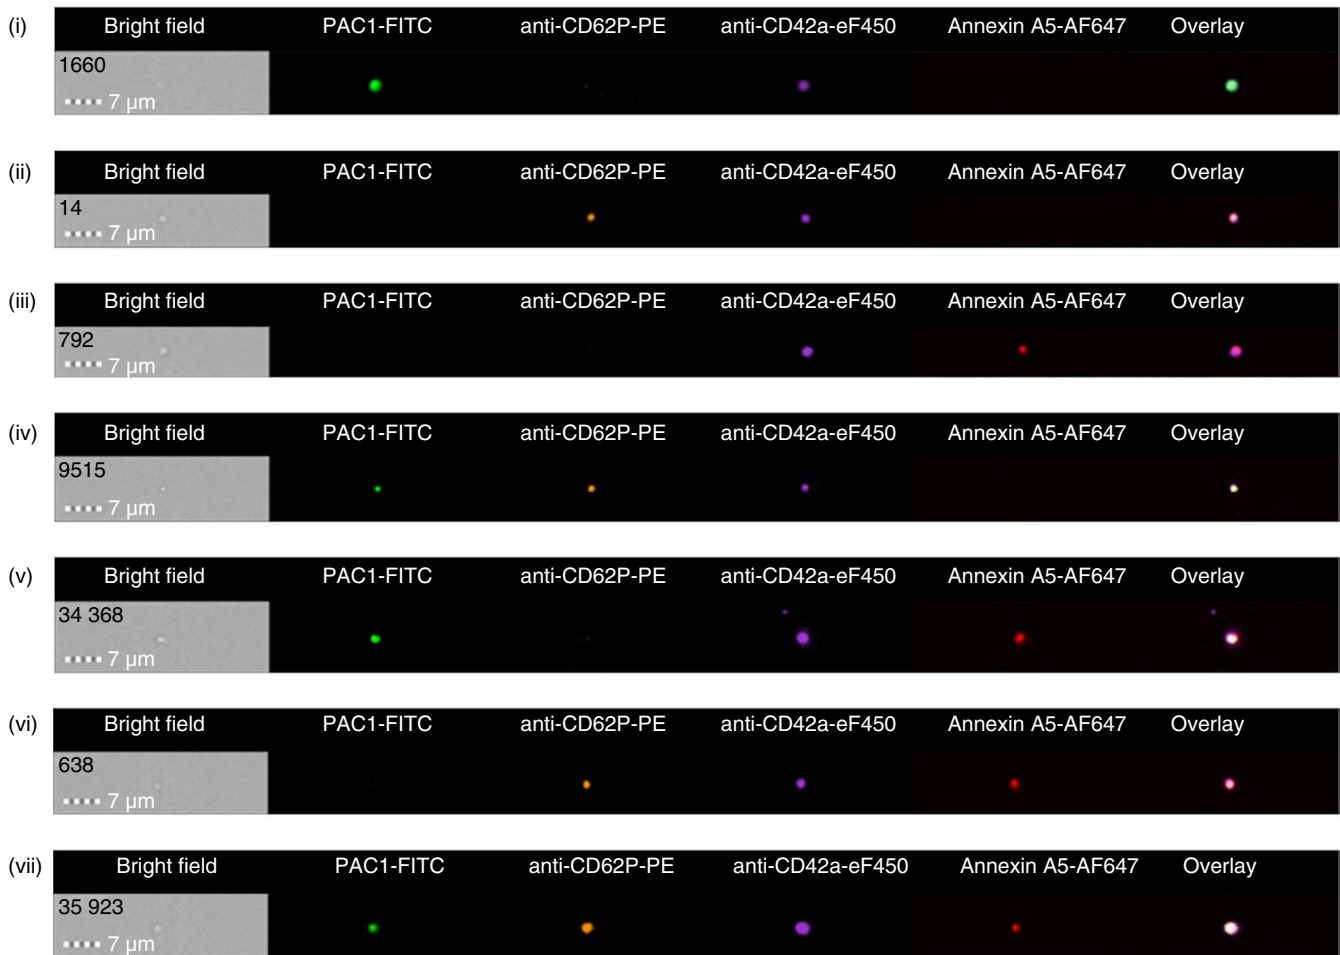 (i) Bright field PAC1-FITC anti-CD62P-PE anti-CD42a-eF450 Annexin A5-AF647 Overlay
1660
7 µm
(ii) Bright field PAC1-FITC anti-CD62P-PE anti-CD42a-eF450 Annexin A5-AF647 Overlay
14
7 µm
(iii) Bright field PAC1-FITC anti-CD62P-PE anti-CD42a-eF450 Annexin A5-AF647 Overlay
792
7 µm
(iv) Bright field PAC1-FITC anti-CD62P-PE anti-CD42a-eF450 Annexin A5-AF647 Overlay
9515
7 µm
(v) Bright field PAC1-FITC anti-CD62P-PE anti-CD42a-eF450 Annexin A5-AF647 Overlay
34 368
7 µm
(vi) Bright field PAC1-FITC anti-CD62P-PE anti-CD42a-eF450 Annexin A5-AF647 Overlay
638
7 µm
(vii) Bright field PAC1-FITC anti-CD62P-PE anti-CD42a-eF450 Annexin A5-AF647 Overlay
35 923
7 µm